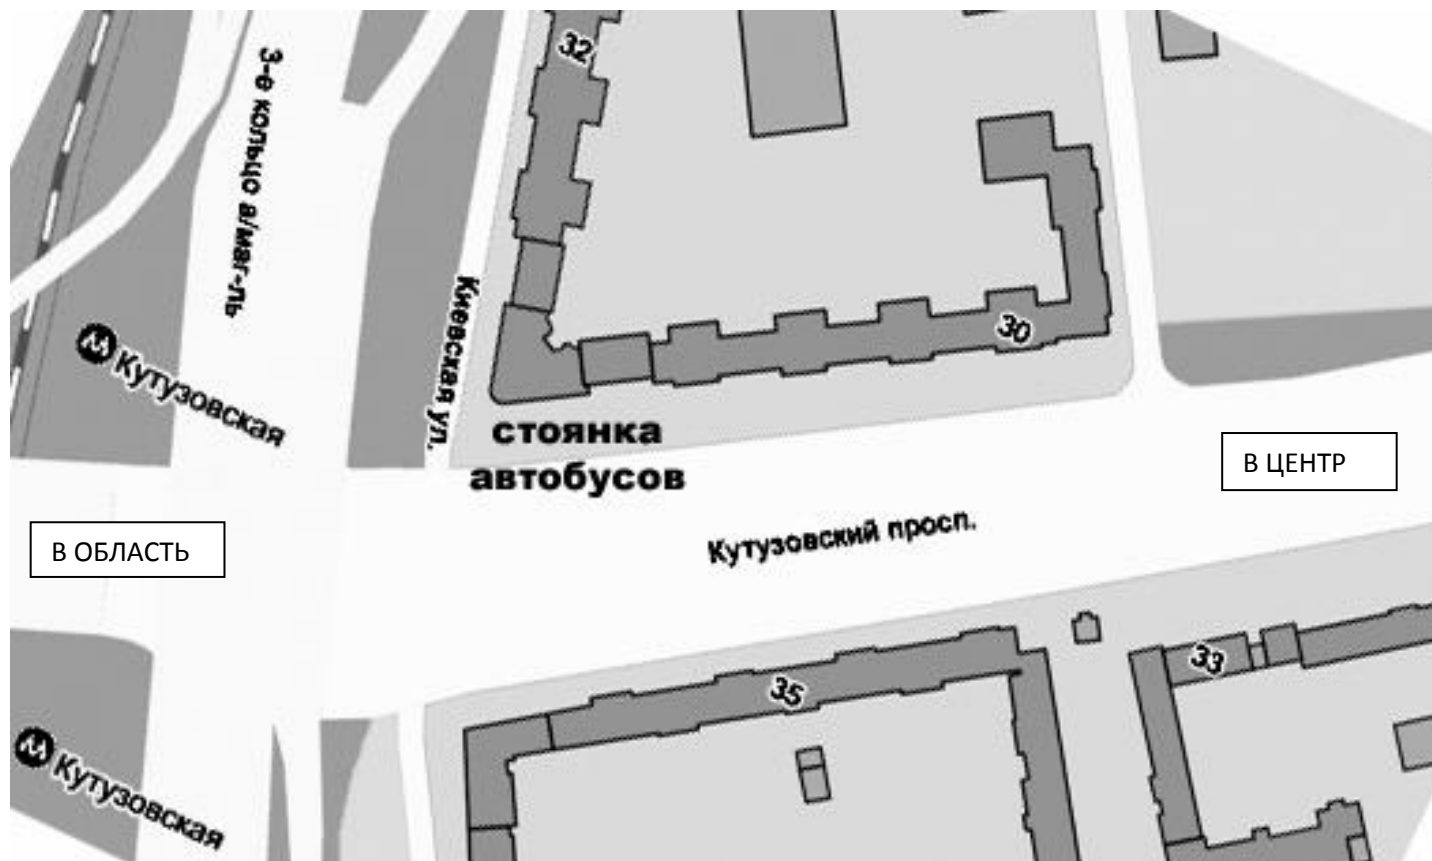 32
3-е кольцо а/маг-ль
30
Киевская ул.
Кутузовская
стоянка
автобусов
В ЦЕНТР
Кутузовский просп.
В ОБЛАСТЬ
33
35
Кутузовская